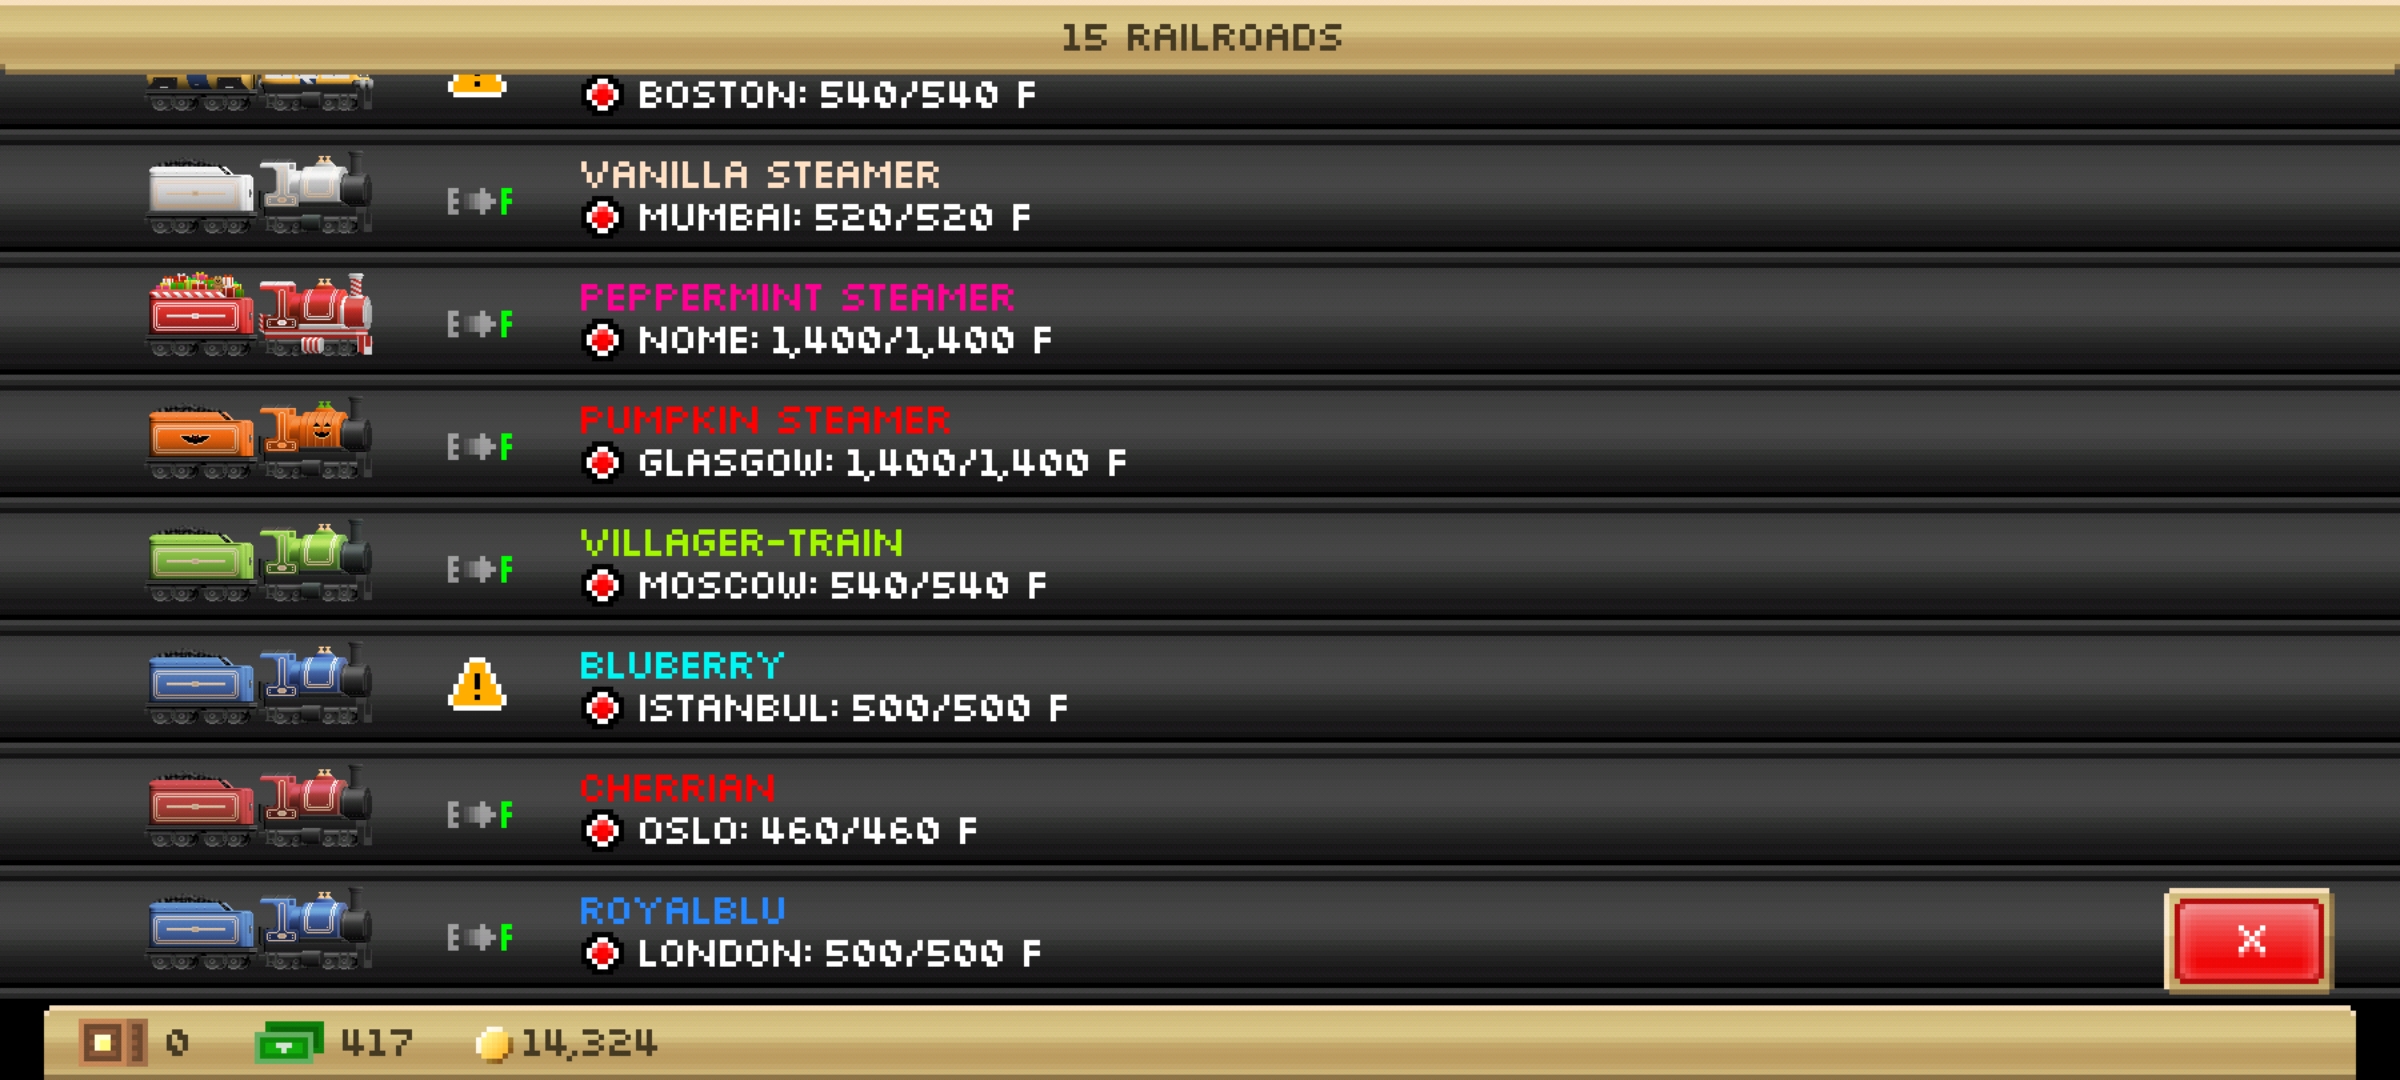 15 RAILROADS
BOSTON: 540/540 F
VANILLA STEAMER
E F
MUMBAI: 520/520 F
PEPPERMINT STEAMER
E F
NOME: 1,400/1,400 F
PUMPKIN STEAMER
E F
GLASGOW: 1,400/1,400 F
VILLAGER-TRAIN
E F
MOSCOW: 540/540 F
BLUBERRY
!
ISTANBUL: 500/500 F
CHERRIAN
E F
OSLO: 460/460 F
ROYALBLU
E F
LONDON: 500/500 F
X
0 417 14,324